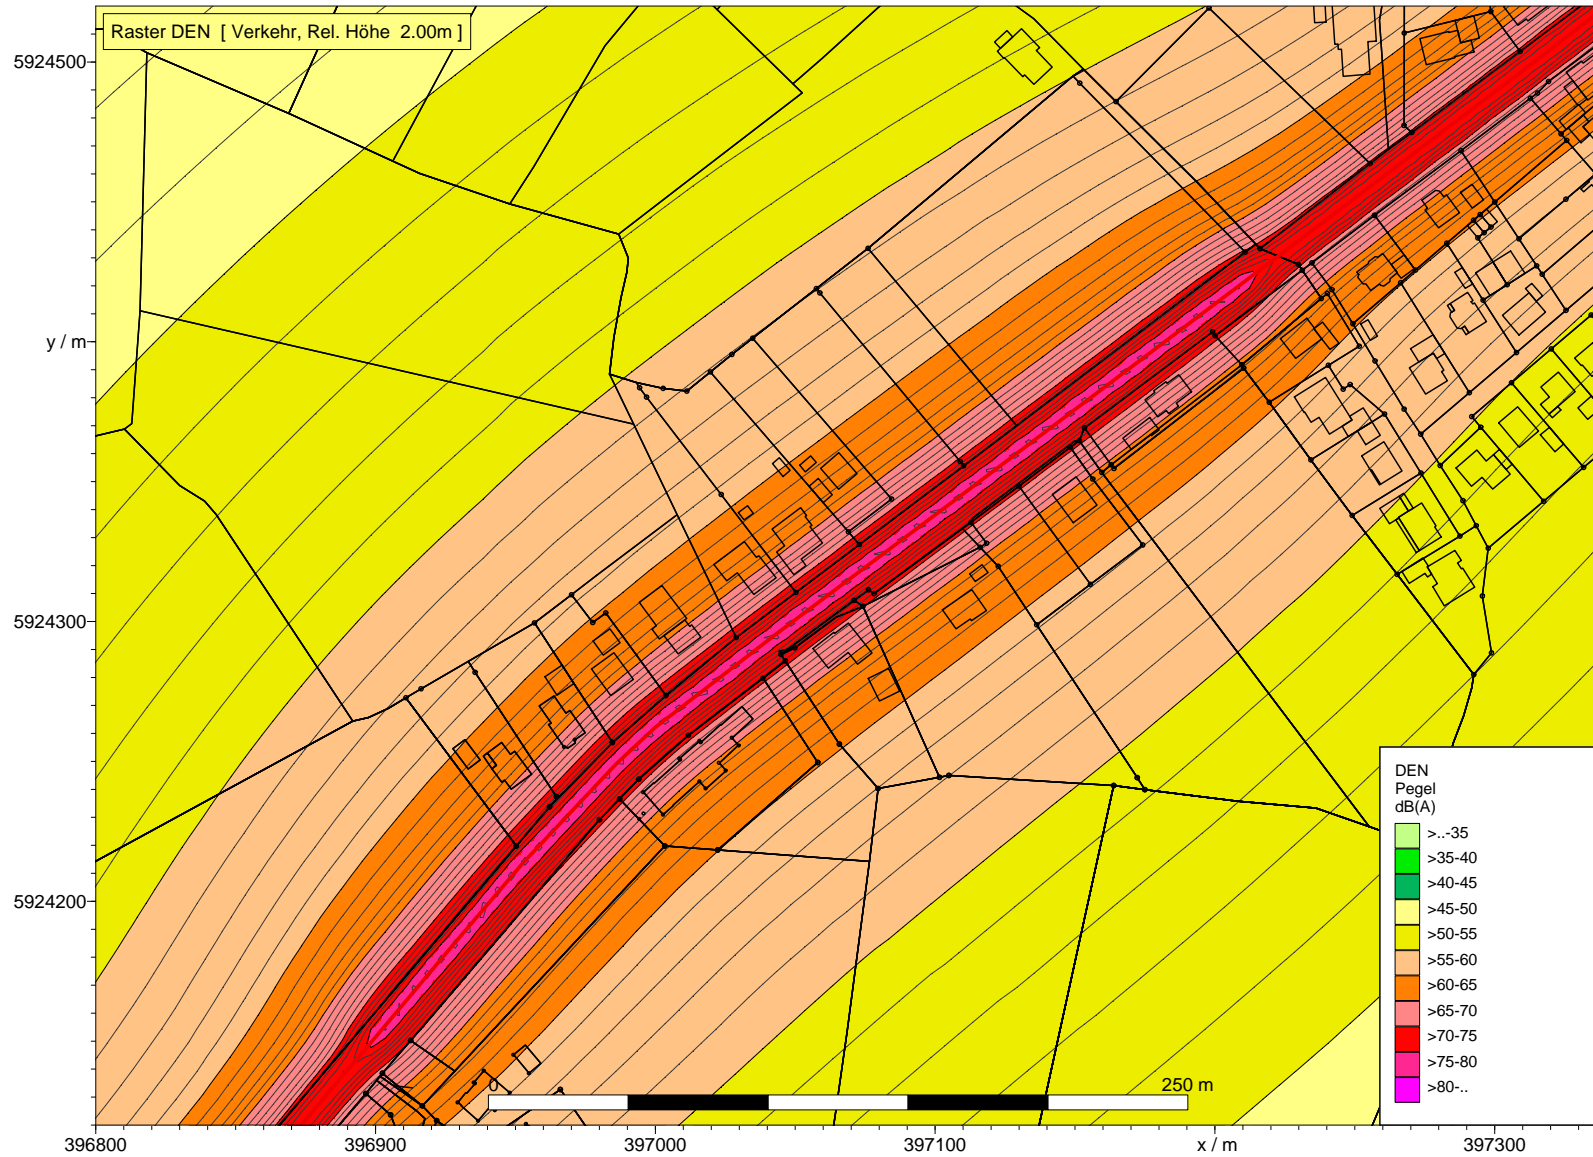 Raster DEN [ Verkehr, Rel. Höhe 2.00m ]
5924500
y / m
5924300
5924200
DEN
Pegel
dB(A)
>..-35
>35-40
>40-45
>45-50
>50-55
>55-60
>60-65
>65-70
>70-75
>75-80
>80-..
0 250 m
396800 396900 397000 397100 x / m 397300